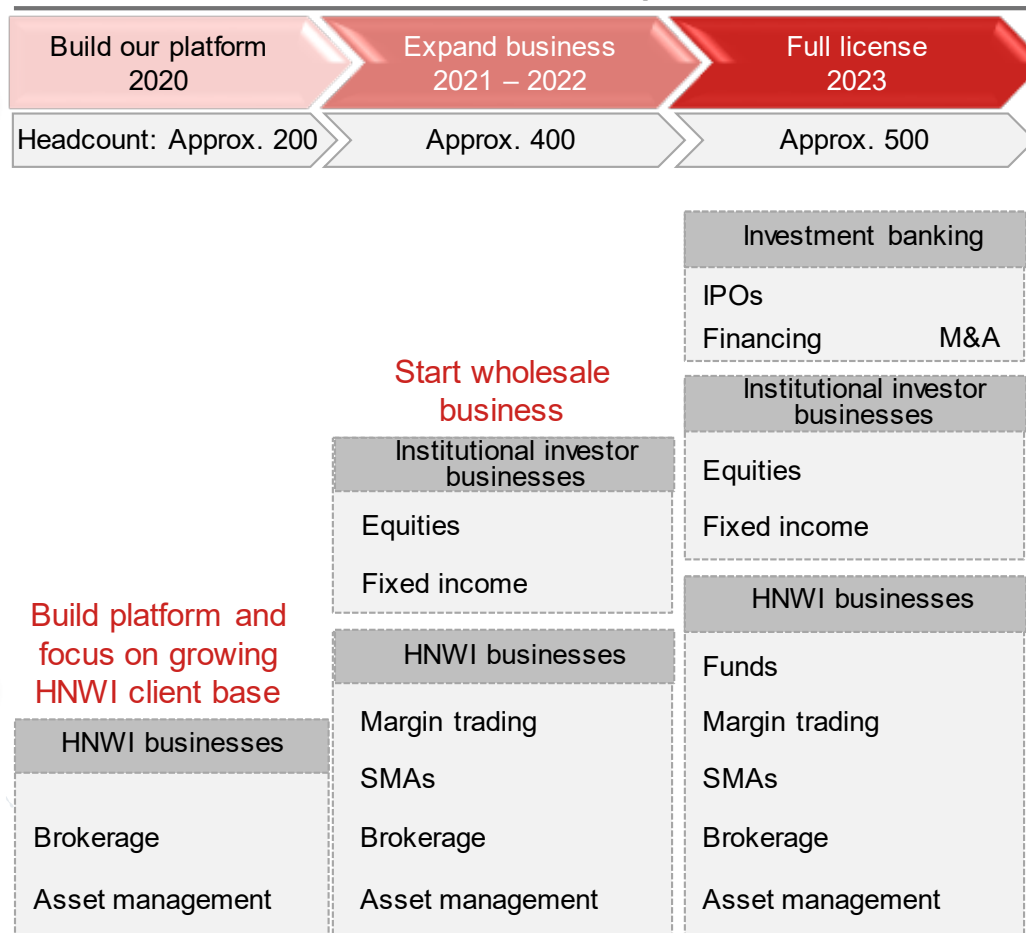 Build our platform
2020
Expand business
2021 – 2022
Full license
2023
Headcount: Approx. 200
Approx. 400
Approx. 500
Build platform and
focus on growing
HNWI client base
HNWI businesses
Brokerage
Asset management
Start wholesale
business
Institutional investor
businesses
Equities
Fixed income
HNWI businesses
Margin trading
SMAs
Brokerage
Asset management
Investment banking
IPOs
Financing M&A
Institutional investor
businesses
Equities
Fixed income
HNWI businesses
Funds
Margin trading
SMAs
Brokerage
Asset management